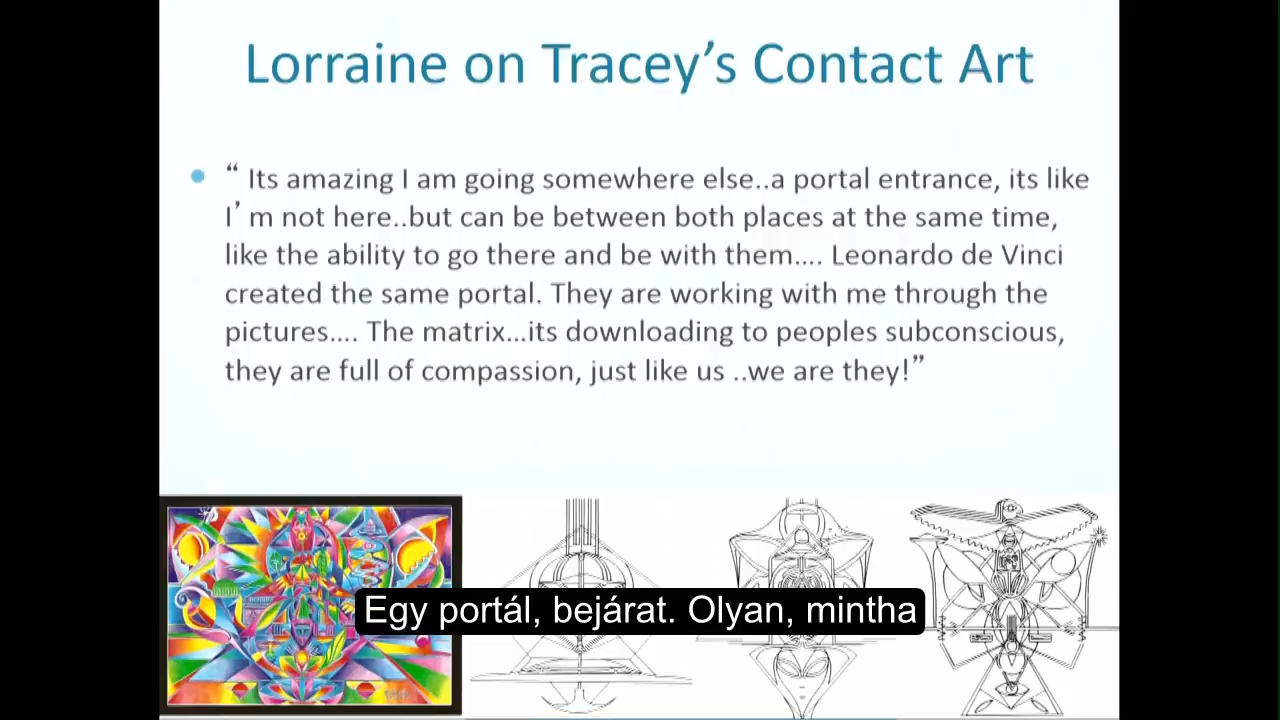 Lorraine on Tracey’s Contact Art
“ Its amazing I am going somewhere else..a portal entrance, its like
I’m not here..but can be between both places at the same time,
like the ability to go there and be with them…. Leonardo de Vinci
created the same portal. They are working with me through the
pictures…. The matrix…its downloading to peoples subconscious,
they are full of compassion, just like us ..we are they!”
Egy portál, bejárat. Olyan, mintha